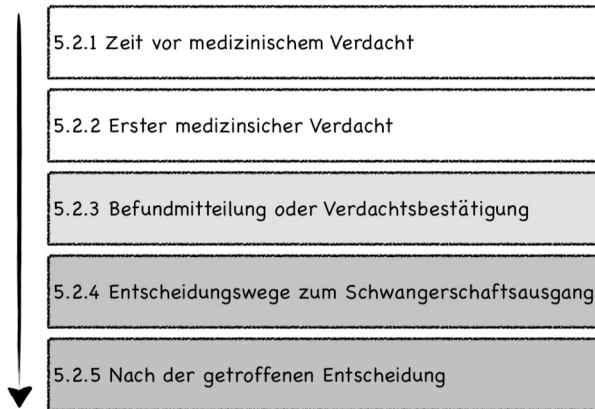 5.2.1 Zeit vor medizinischem Verdacht
5.2.2 Erster medizinsicher Verdacht
5.2.3 Befundmitteilung oder Verdachtsbestätigung
5.2.4 Entscheidungswege zum Schwangerschaftsausgang
5.2.5 Nach der getroffenen Entscheidung